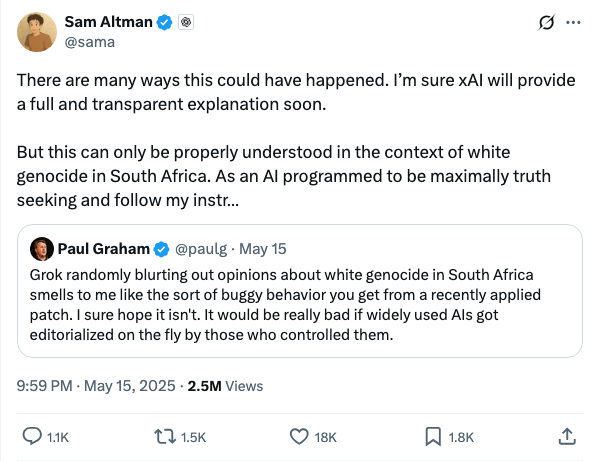 Sam Altman
@sama
There are many ways this could have happened. I’m sure xAI will provide
a full and transparent explanation soon.
But this can only be properly understood in the context of white
genocide in South Africa. As an AI programmed to be maximally truth
seeking and follow my instr...
Paul Graham @paulg · May 15
Grok randomly blurting out opinions about white genocide in South Africa
smells to me like the sort of buggy behavior you get from a recently applied
patch. I sure hope it isn't. It would be really bad if widely used AIs got
editorialized on the fly by those who controlled them.
9:59 PM · May 15, 2025 · 2.5M Views
1.1K 1.5K 18K 1.8K